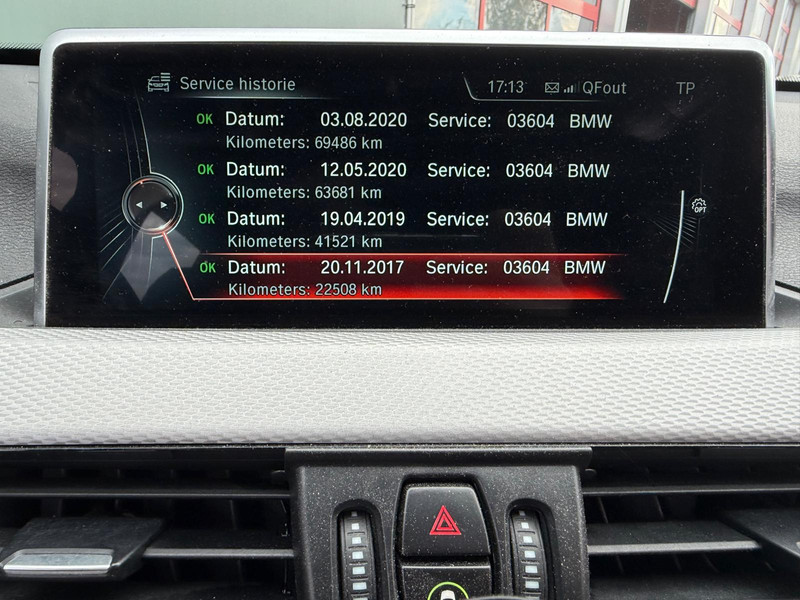 Service historie 17:13 QFout TP
OK Datum: 03.08.2020 Service: 03604 BMW
Kilometers: 69486 km
OK Datum: 12.05.2020 Service: 03604 BMW
Kilometers: 63681 km
OK Datum: 19.04.2019 Service: 03604 BMW
OPT
Kilometers: 41521 km
OK Datum: 20.11.2017 Service: 03604 BMW
Kilometers: 22508 km